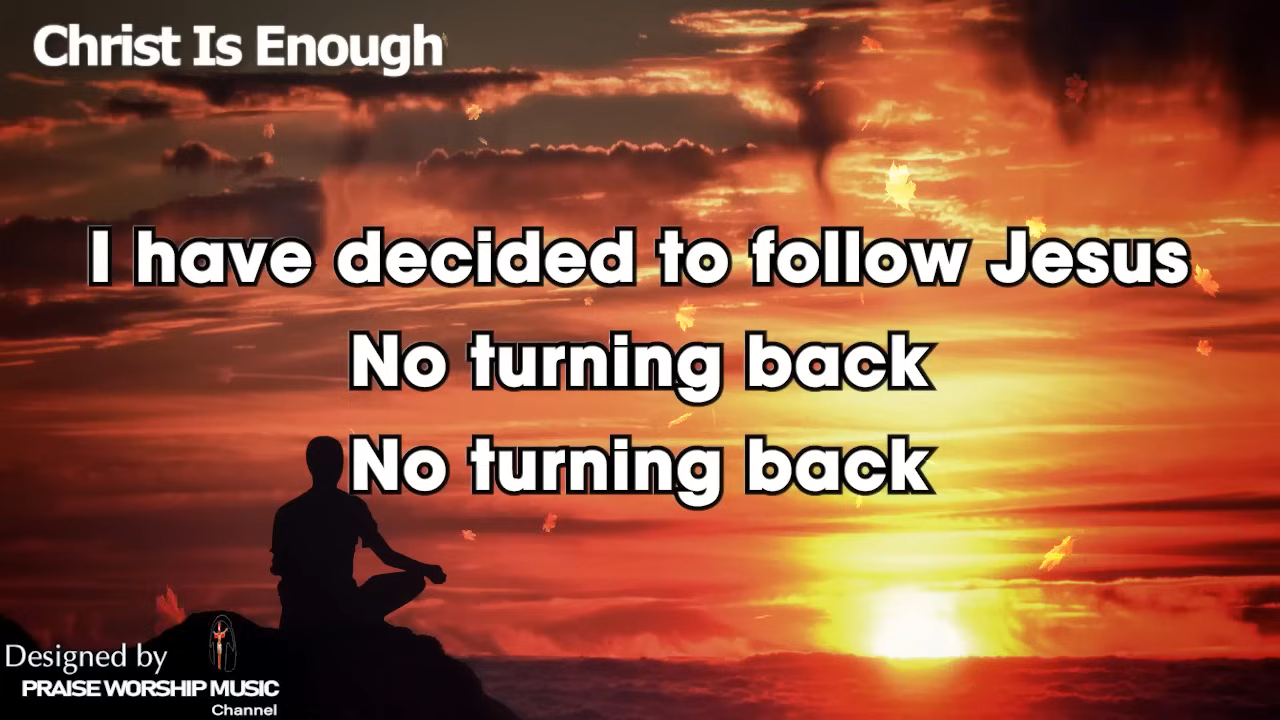 Christ Is Enough
I have decided to follow Jesus
No turning back
No turning back
Designed by
PRAISE WORSHIP MUSIC
Channel